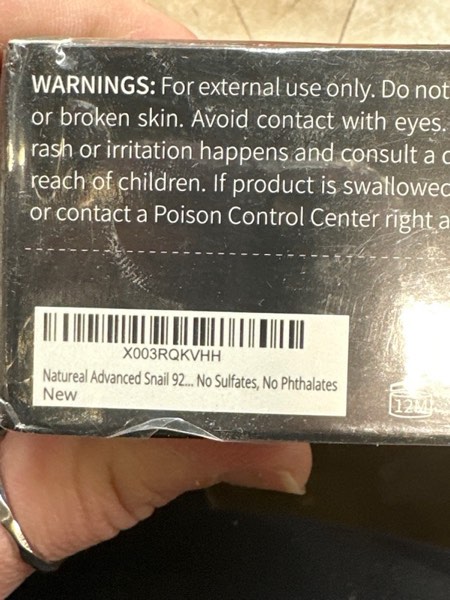 WARNINGS: For external use only. Do not
or broken skin. Avoid contact with eyes.
rash or irritation happens and consult a
reach of children. If product is swallowed
or contact a Poison Control Center right
X003RQKVHH
Natureal Advanced Snail 92... No Sulfates, No Phthalates
New
12M